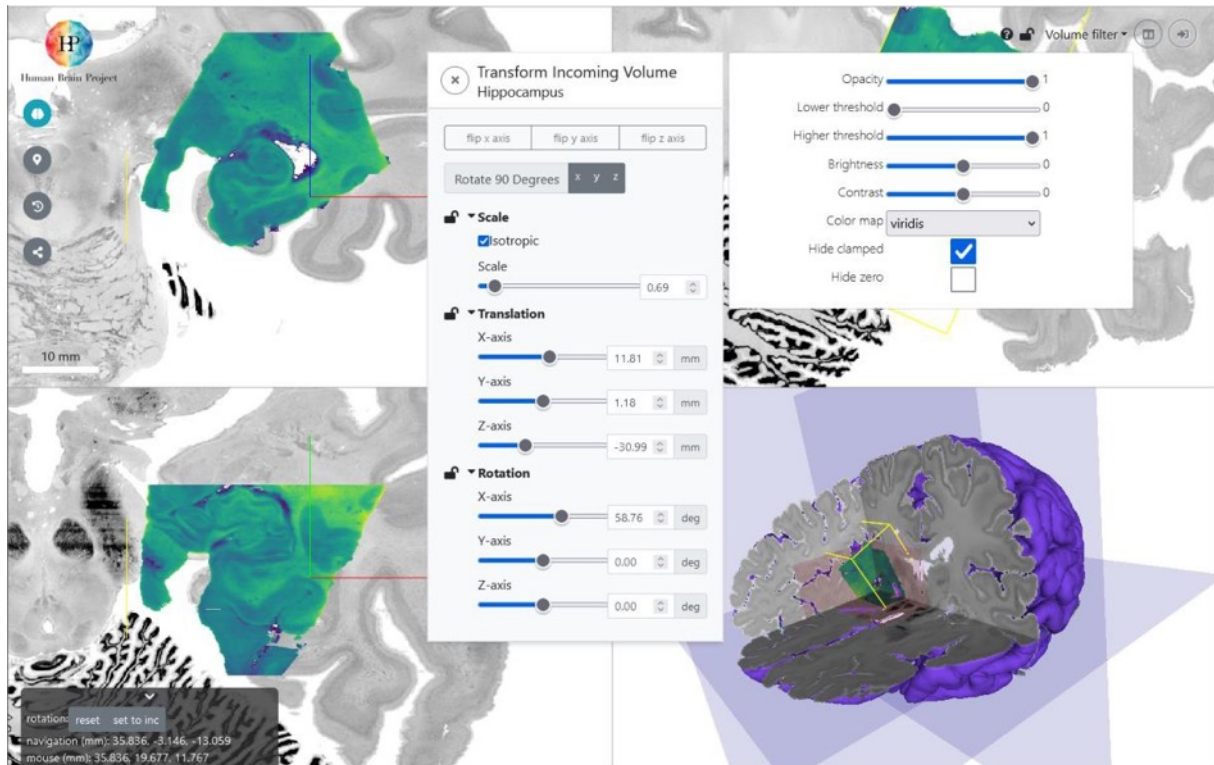 HP
Human Brain Project
10 mm
Transform Incoming Volume
Hippocampus
flip x axis flip y axis flip z axis
Rotate 90 Degrees x y z
Scale
Isotropic
Scale
0.69
Translation
X-axis
11.81 mm
Y-axis
1.18 mm
Z-axis
-30.99 mm
Rotation
X-axis
58.76 deg
Y-axis
0.00 deg
Z-axis
0.00 deg
Volume filter
Opacity 1
Lower threshold 0
Higher threshold 1
Brightness 0
Contrast 0
Color map viridis
Hide clamped
Hide zero
rotation: reset set to inc
navigation (mm): 35.836, -3.146, -13.059
mouse (mm): 35.836, 19.677, 11.767